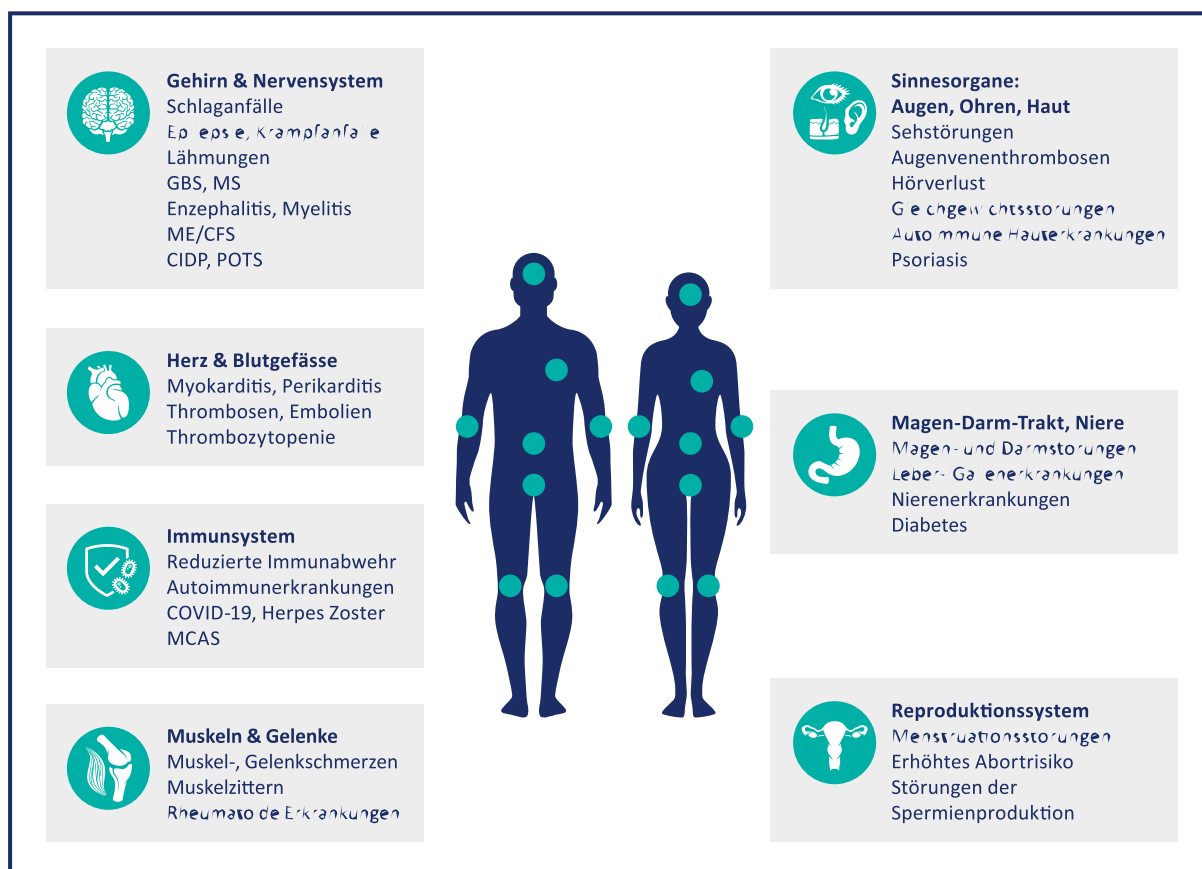 Gehirn & Nervensystem
Schlaganfälle
Epilepsie, Krampfanfälle
Lähmungen
GBS, MS
Enzephalitis, Myelitis
ME/CFS
CIDP, POTS
Herz & Blutgefässe
Myokarditis, Perikarditis
Thrombosen, Embolien
Thrombozytopenie
Immunsystem
Reduzierte Immunabwehr
Autoimmunerkrankungen
COVID-19, Herpes Zoster
MCAS
Muskeln & Gelenke
Muskel-, Gelenkschmerzen
Muskelzittern
Rheumatoide Erkrankungen
Sinnesorgane:
Augen, Ohren, Haut
Sehstörungen
Augenvenenthrombosen
Hörverlust
Gleichgewichtsstörungen
Autoimmune Hauterkrankungen
Psoriasis
Magen-Darm-Trakt, Niere
Magen- und Darmstörungen
Leber- Gallenerkrankungen
Nierenerkrankungen
Diabetes
Reproduktionssystem
Menstruationsstörungen
Erhöhtes Abortrisiko
Störungen der
Spermienproduktion